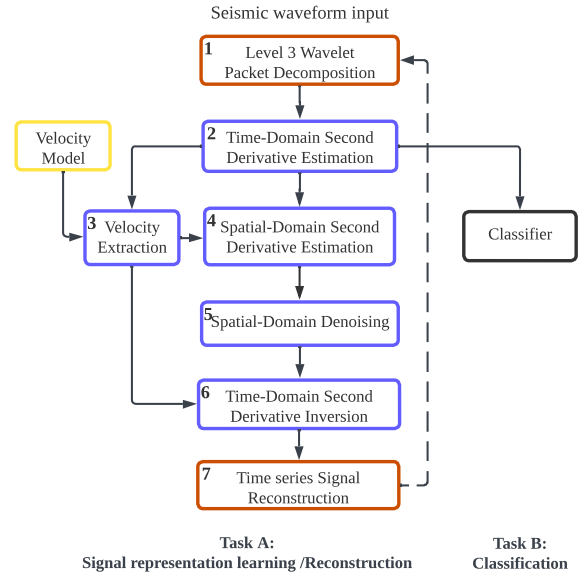 Seismic waveform input
1
Level 3 Wavelet
Packet Decomposition
2
Time-Domain Second
Derivative Estimation
Velocity
Model
3
Velocity
Extraction
4
Spatial-Domain Second
Derivative Estimation
Classifier
5
Spatial-Domain Denoising
6
Time-Domain Second
Derivative Inversion
7
Time series Signal
Reconstruction
Task A:
Signal representation learning /Reconstruction
Task B:
Classification